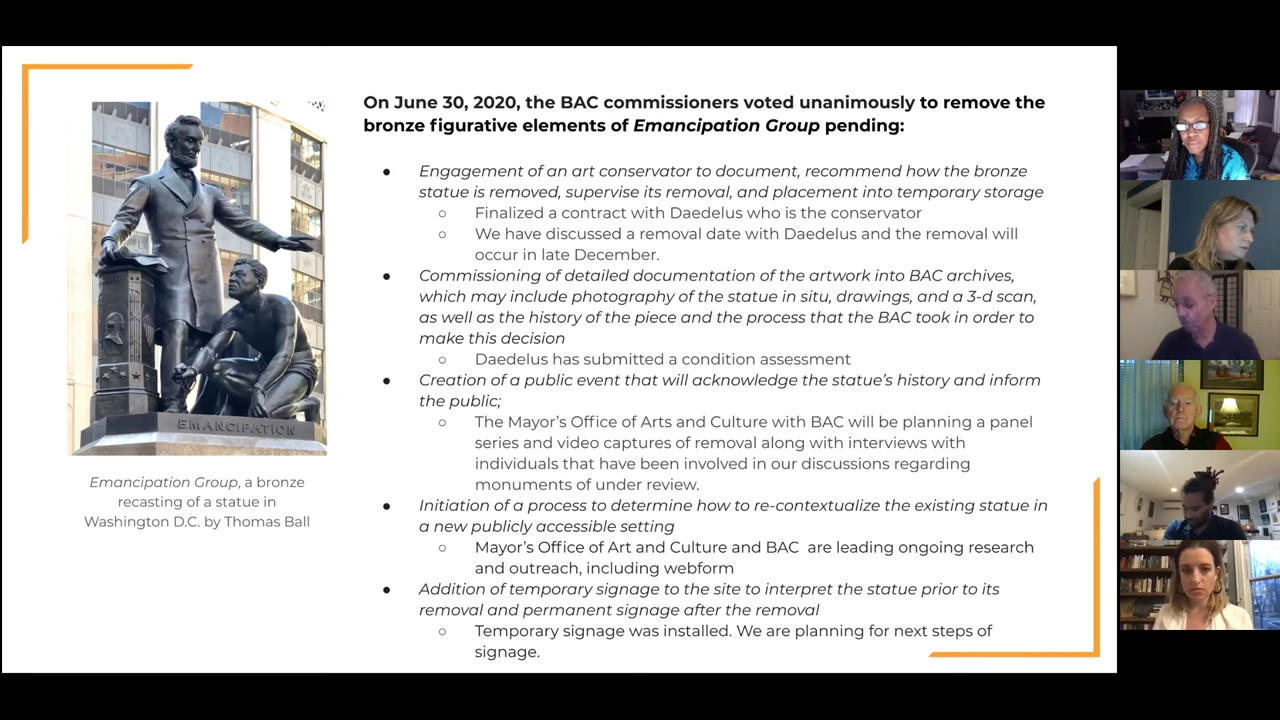 On June 30, 2020, the BAC commissioners voted unanimously to remove the
bronze figurative elements of Emancipation Group pending:
● Engagement of an art conservator to document, recommend how the bronze
statue is removed, supervise its removal, and placement into temporary storage
○ Finalized a contract with Daedelus who is the conservator
○ We have discussed a removal date with Daedelus and the removal will
occur in late December.
● Commissioning of detailed documentation of the artwork into BAC archives,
which may include photography of the statue in situ, drawings, and a 3-d scan,
as well as the history of the piece and the process that the BAC took in order to
make this decision
○ Daedelus has submitted a condition assessment
● Creation of a public event that will acknowledge the statue's history and inform
the public;
○ The Mayor's Office of Arts and Culture with BAC will be planning a panel
series and video captures of removal along with interviews with
individuals that have been involved in our discussions regarding
monuments of under review.
● Initiation of a process to determine how to re-contextualize the existing statue in
a new publicly accessible setting
○ Mayor's Office of Art and Culture and BAC  are leading ongoing research
and outreach, including webform
● Addition of temporary signage to the site to interpret the statue prior to its
removal and permanent signage after the removal
○ Temporary signage was installed. We are planning for next steps of
signage.
EMANCIPATION
Emancipation Group, a bronze
recasting of a statue in
Washington D.C. by Thomas Ball